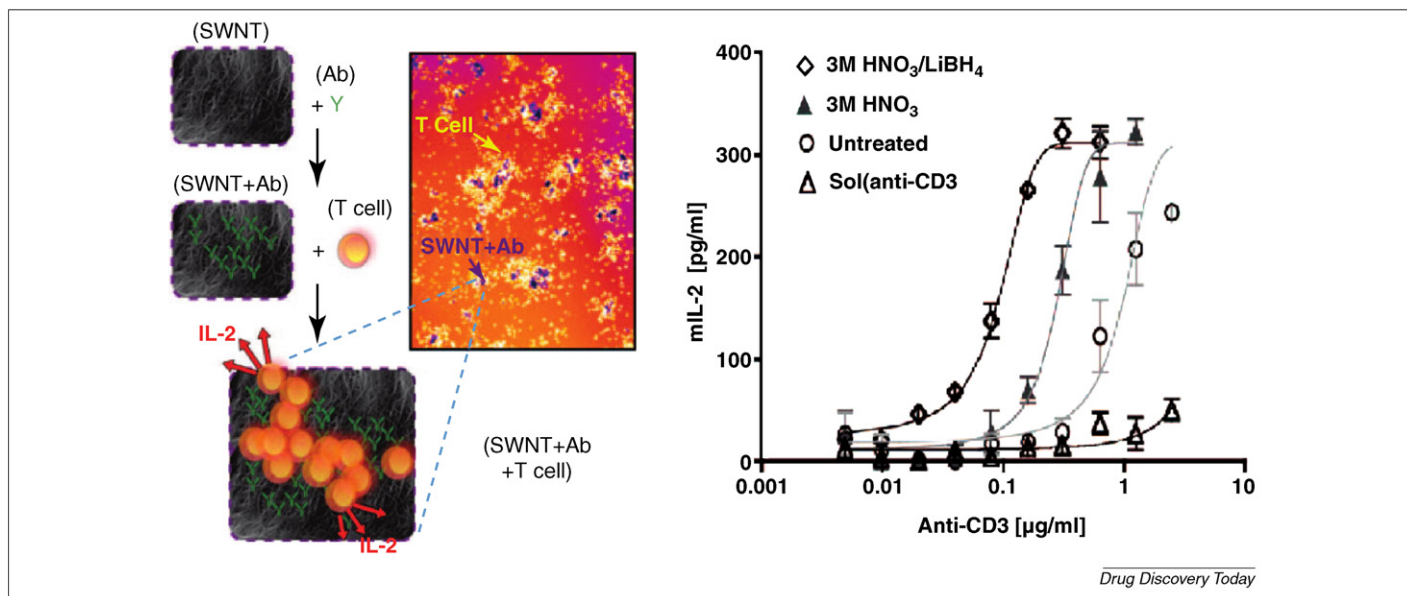 (SWNT)
(Ab)
+ Y
(SWNT+Ab)
(T cell)
+
IL-2
IL-2
T Cell
SWNT+Ab
(SWNT+Ab
+T cell)
400
300
200
100
0
mIL-2 [pg/ml]
3M HNO3/LiBH4
3M HNO3
Untreated
Sol(anti-CD3
0.001
0.01
0.1
1
10
Anti-CD3 [µg/ml]
Drug Discovery Today